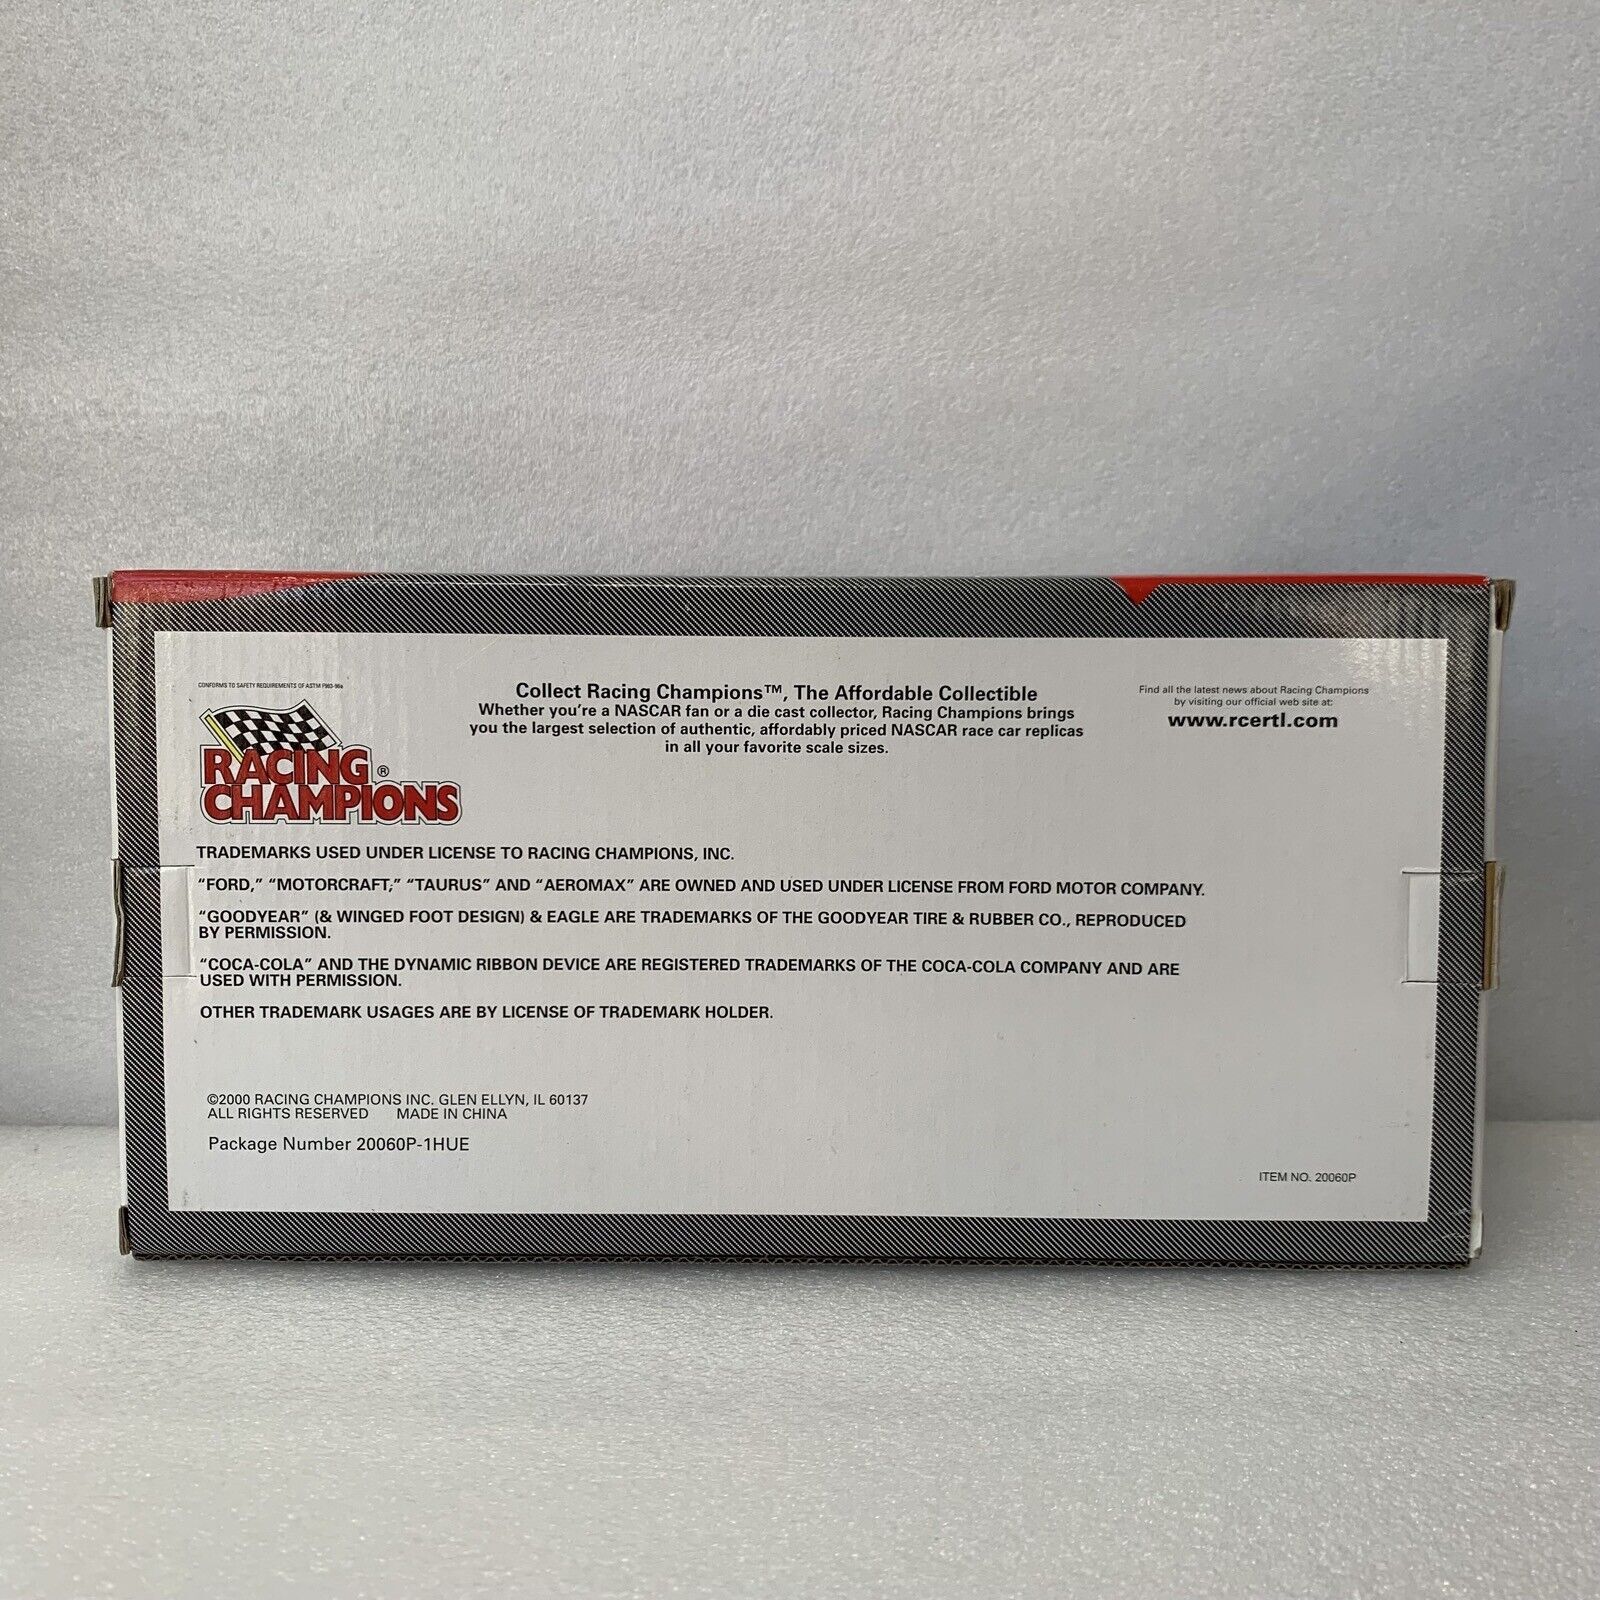 CONFORMS TO SAFETY REQUIREMENTS OF ASTM F963-96a
RACING ®
CHAMPIONS
Collect Racing Champions™, The Affordable Collectible
Whether you're a NASCAR fan or a die cast collector, Racing Champions brings
you the largest selection of authentic, affordably priced NASCAR race car replicas
in all your favorite scale sizes.
Find all the latest news about Racing Champions
by visiting our official web site at:
www.rcertl.com
TRADEMARKS USED UNDER LICENSE TO RACING CHAMPIONS, INC.
"FORD," "MOTORCRAFT," "TAURUS" AND "AEROMAX" ARE OWNED AND USED UNDER LICENSE FROM FORD MOTOR COMPANY.
"GOODYEAR" (& WINGED FOOT DESIGN) & EAGLE ARE TRADEMARKS OF THE GOODYEAR TIRE & RUBBER CO., REPRODUCED
BY PERMISSION.
"COCA-COLA" AND THE DYNAMIC RIBBON DEVICE ARE REGISTERED TRADEMARKS OF THE COCA-COLA COMPANY AND ARE
USED WITH PERMISSION.
OTHER TRADEMARK USAGES ARE BY LICENSE OF TRADEMARK HOLDER.
©2000 RACING CHAMPIONS INC. GLEN ELLYN, IL 60137
ALL RIGHTS RESERVED MADE IN CHINA
Package Number 20060P-1HUE
ITEM NO. 20060P